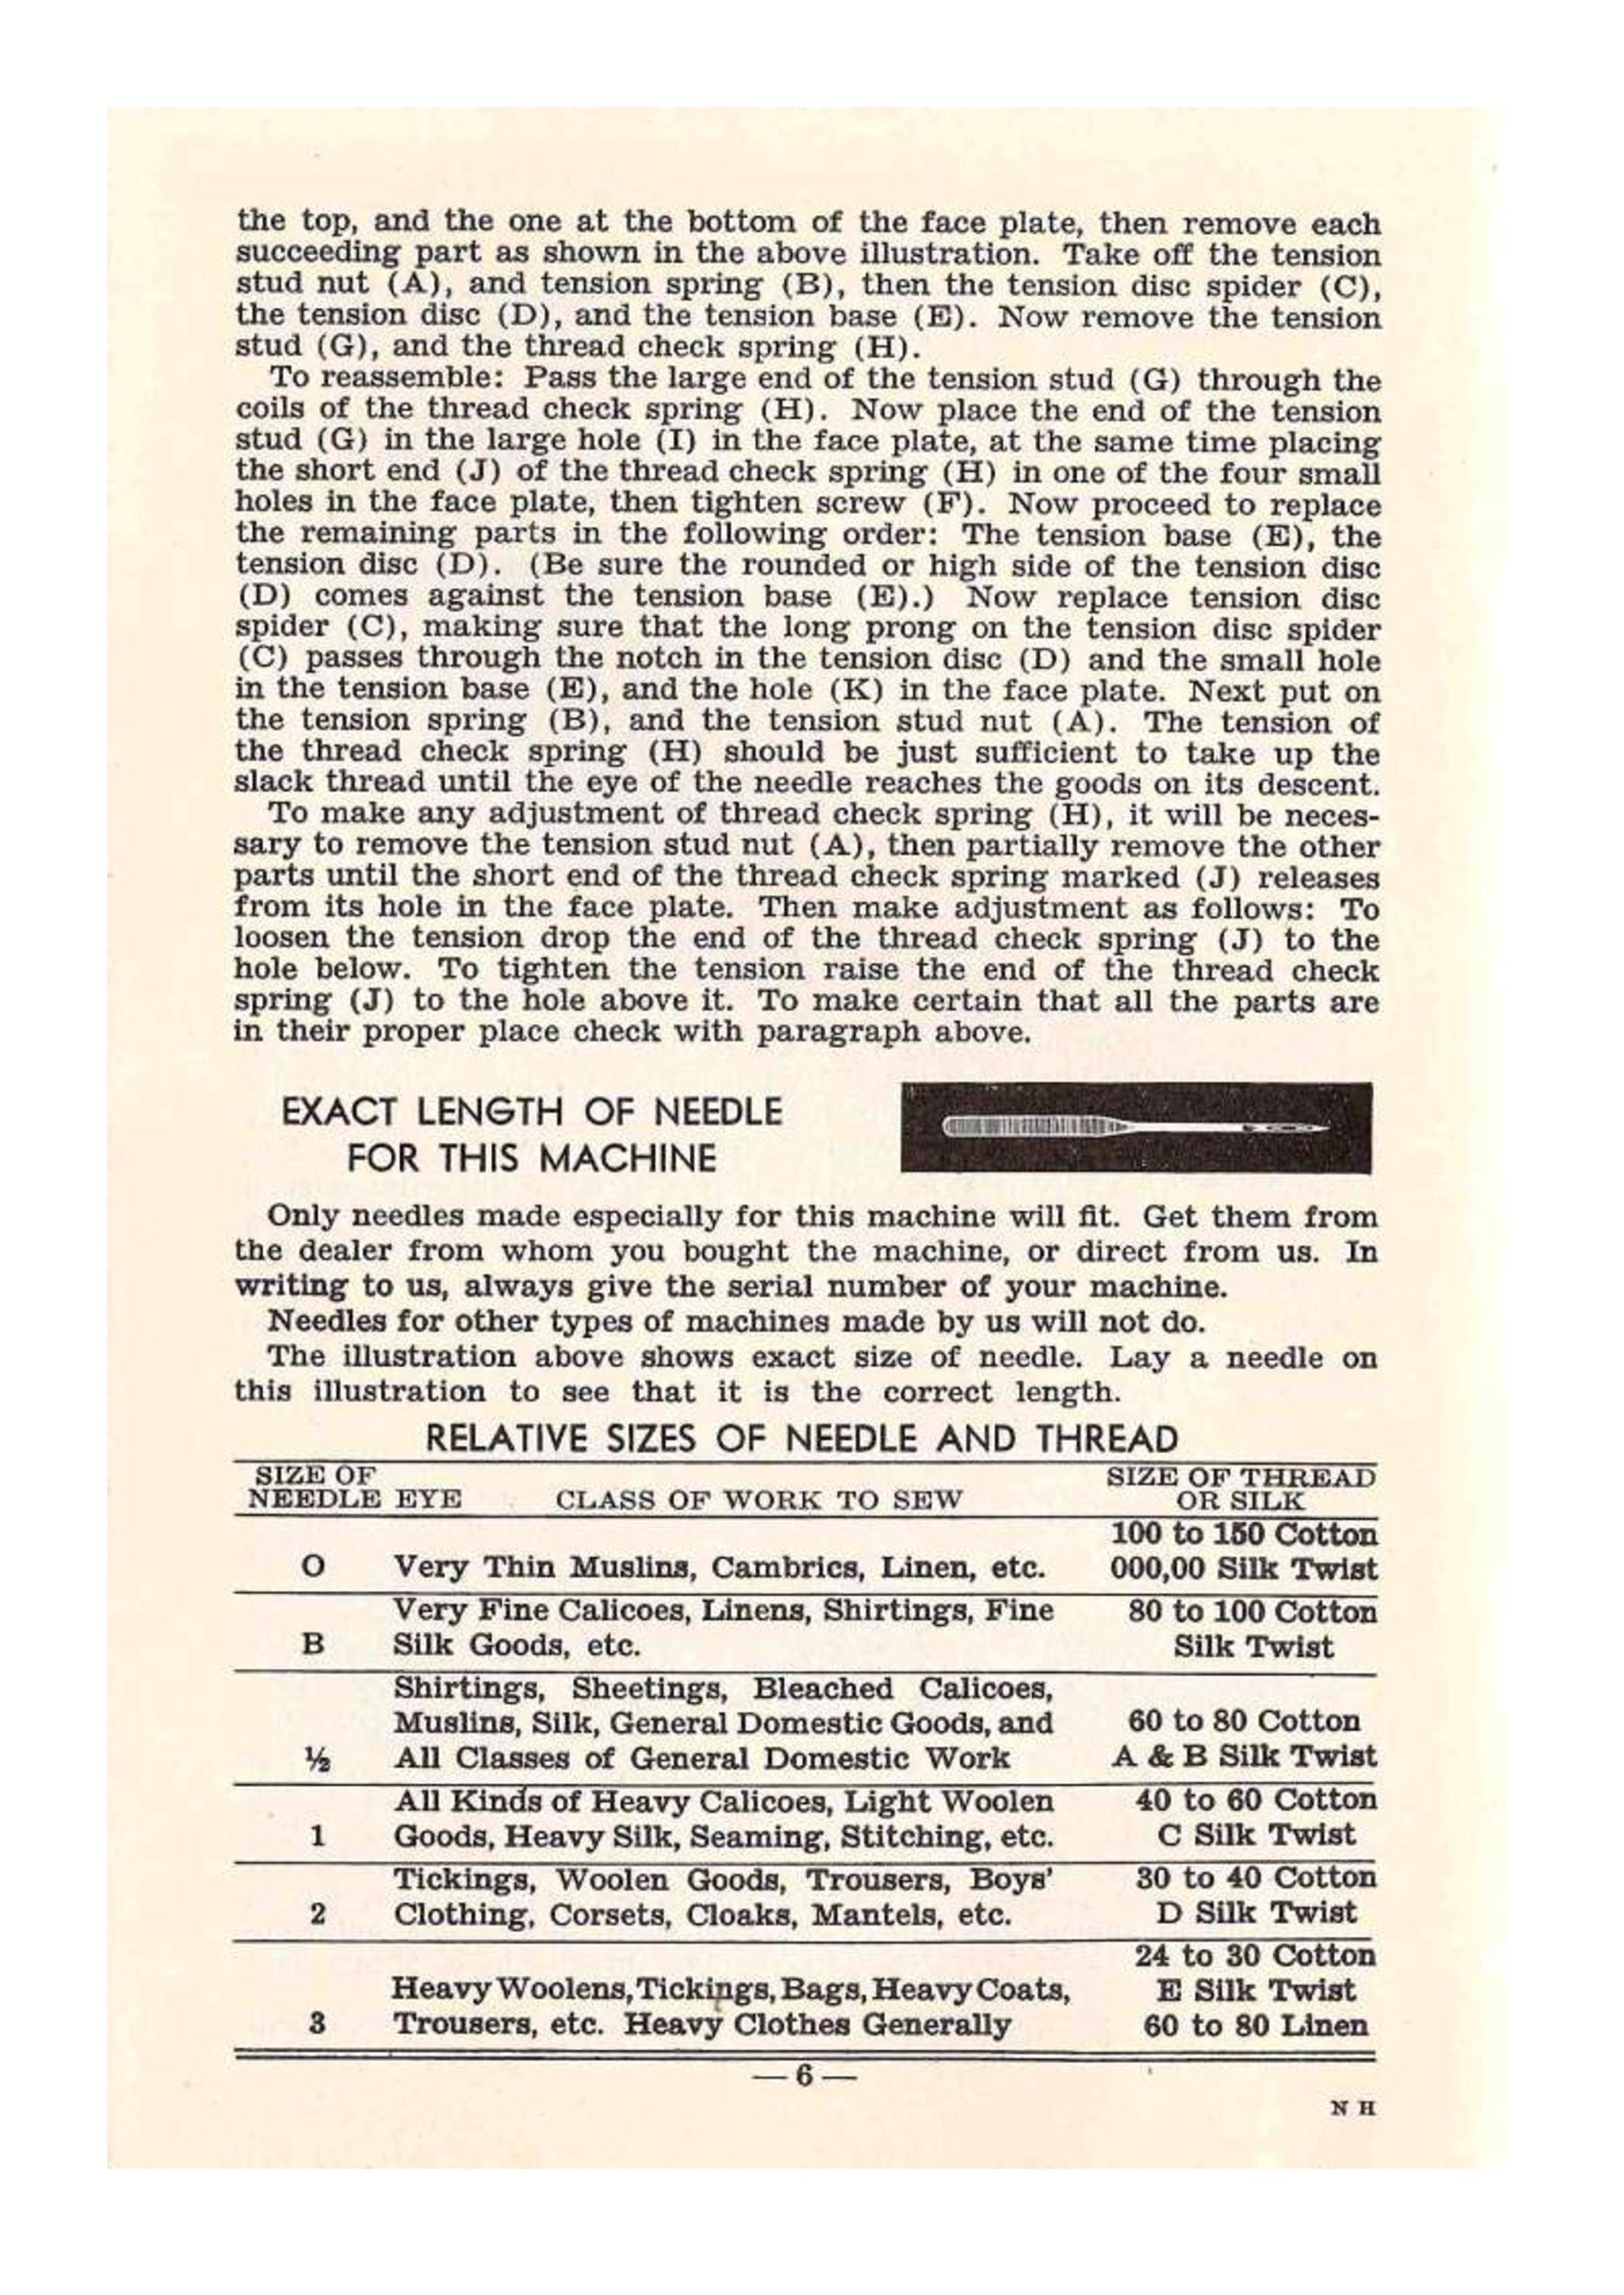 the top, and the one at the bottom of the face plate, then remove each
succeeding part as shown in the above illustration. Take off the tension
stud nut (A), and tension spring (B), then the tension disc spider (C),
the tension disc (D), and the tension base (E). Now remove the tension
stud (G), and the thread check spring (H).
To reassemble: Pass the large end of the tension stud (G) through the
coils of the thread check spring (H). Now place the end of the tension
stud (G) in the large hole (I) in the face plate, at the same time placing
the short end (J) of the thread check spring (H) in one of the four small
holes in the face plate, then tighten screw (F). Now proceed to replace
the remaining parts in the following order: The tension base (E), the
tension disc (D). (Be sure the rounded or high side of the tension disc
(D) comes against the tension base (E).) Now replace tension disc
spider (C), making sure that the long prong on the tension disc spider
(C) passes through the notch in the tension disc (D) and the small hole
in the tension base (E), and the hole (K) in the face plate. Next put on
the tension spring (B), and the tension stud nut (A). The tension of
the thread check spring (H) should be just sufficient to take up the
slack thread until the eye of the needle reaches the goods on its descent.
To make any adjustment of thread check spring (H), it will be neces-
sary to remove the tension stud nut (A), then partially remove the other
parts until the short end of the thread check spring marked (J) releases
from its hole in the face plate. Then make adjustment as follows: To
loosen the tension drop the end of the thread check spring (J) to the
hole below. To tighten the tension raise the end of the thread check
spring (J) to the hole above it. To make certain that all the parts are
in their proper place check with paragraph above.
EXACT LENGTH OF NEEDLE
FOR THIS MACHINE
Only needles made especially for this machine will fit. Get them from
the dealer from whom you bought the machine, or direct from us. In
writing to us, always give the serial number of your machine.
Needles for other types of machines made by us will not do.
The illustration above shows exact size of needle. Lay a needle on
this illustration to see that it is the correct length.
RELATIVE SIZES OF NEEDLE AND THREAD
SIZE OF SIZE OF THREAD
NEEDLE EYE CLASS OF WORK TO SEW OR SILK
100 to 150 Cotton
O Very Thin Muslins, Cambrics, Linen, etc. 000,00 Silk Twist
Very Fine Calicoes, Linens, Shirtings, Fine 80 to 100 Cotton
B Silk Goods, etc. Silk Twist
Shirtings, Sheetings, Bleached Calicoes,
Muslins, Silk, General Domestic Goods, and 60 to 80 Cotton
½ All Classes of General Domestic Work A & B Silk Twist
All Kinds of Heavy Calicoes, Light Woolen 40 to 60 Cotton
1 Goods, Heavy Silk, Seaming, Stitching, etc. C Silk Twist
Tickings, Woolen Goods, Trousers, Boys' 30 to 40 Cotton
2 Clothing, Corsets, Cloaks, Mantels, etc. D Silk Twist
24 to 30 Cotton
Heavy Woolens, Tickings, Bags, Heavy Coats, E Silk Twist
3 Trousers, etc. Heavy Clothes Generally 60 to 80 Linen
— 6 —
N H